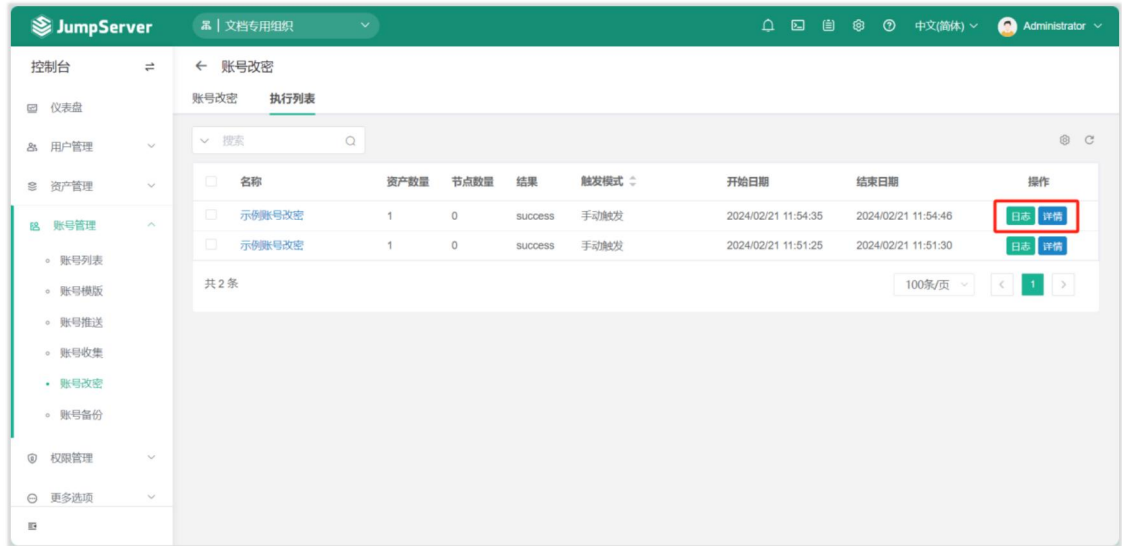 JumpServer 文档专用组织 中文(简体) Administrator
控制台
仪表盘
用户管理
资产管理
账号管理
账号列表
账号模版
账号推送
账号收集
账号改密
账号备份
权限管理
更多选项
账号改密
账号改密 执行列表
搜索
名称 资产数量 节点数量 结果 触发模式 开始日期 结束日期 操作
示例账号改密 1 0 success 手动触发 2024/02/21 11:54:35 2024/02/21 11:54:46 日志 详情
示例账号改密 1 0 success 手动触发 2024/02/21 11:51:25 2024/02/21 11:51:30 日志 详情
共 2 条 100条/页 1